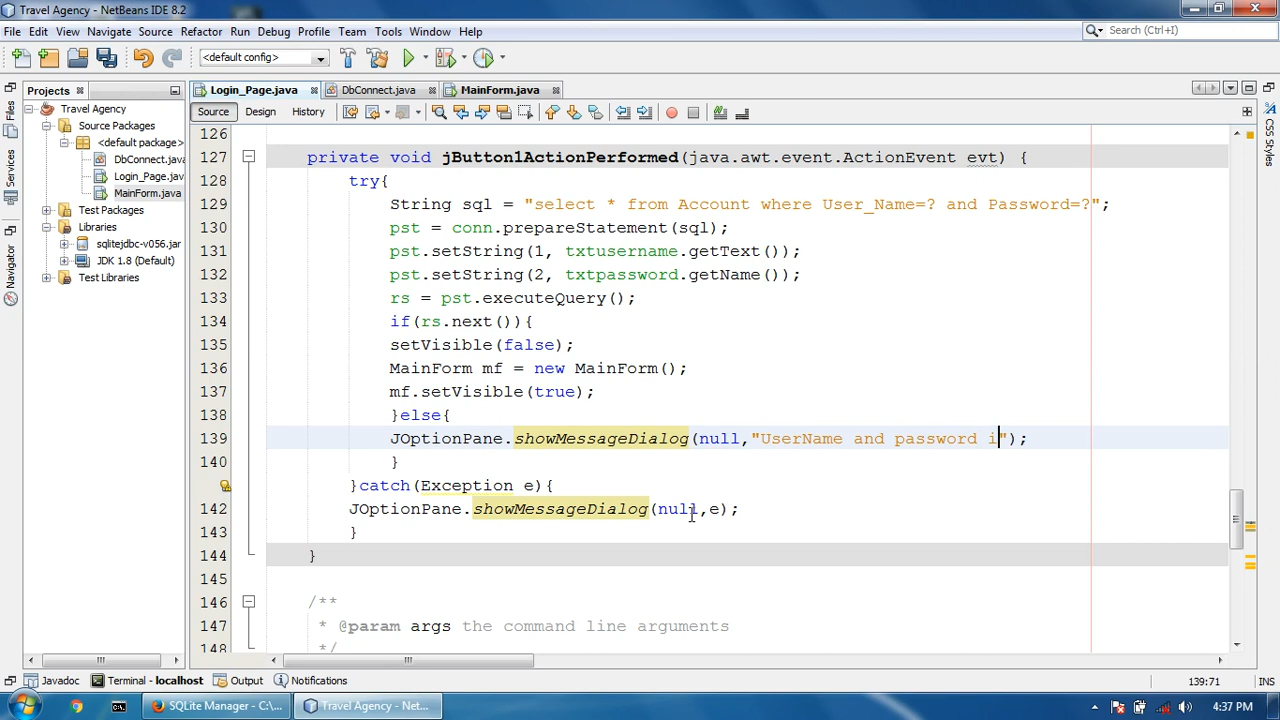 Travel Agency - NetBeans IDE 8.2
File Edit View Navigate Source Refactor Run Debug Profile Team Tools Window Help
Search (Ctrl+I)
<default config>
Projects
Login_Page.java DbConnect.java MainForm.java
Source Design History
Files
Services
Navigator
CSS Styles
Travel Agency
Source Packages
<default package>
DbConnect.java
Login_Page.java
MainForm.java
Test Packages
Libraries
sqlitejdbc-v056.jar
JDK 1.8 (Default)
Test Libraries
126
127 private void jButton1ActionPerformed(java.awt.event.ActionEvent evt) {
128 try{
129 String sql = "select * from Account where User_Name=? and Password=?";
130 pst = conn.prepareStatement(sql);
131 pst.setString(1, txtusername.getText());
132 pst.setString(2, txtpassword.getName());
133 rs = pst.executeQuery();
134 if(rs.next()){
135 setVisible(false);
136 MainForm mf = new MainForm();
137 mf.setVisible(true);
138 }else{
139 JOptionPane.showMessageDialog(null,"UserName and password i");
140 }
}catch(Exception e){
142 JOptionPane.showMessageDialog(null,e);
143 }
144 }
145
146 /**
147 * @param args the command line arguments
148 */
Javadoc Terminal - localhost Output Notifications
139:71 INS
SQLite Manager - C:\... Travel Agency - Net... 4:37 PM